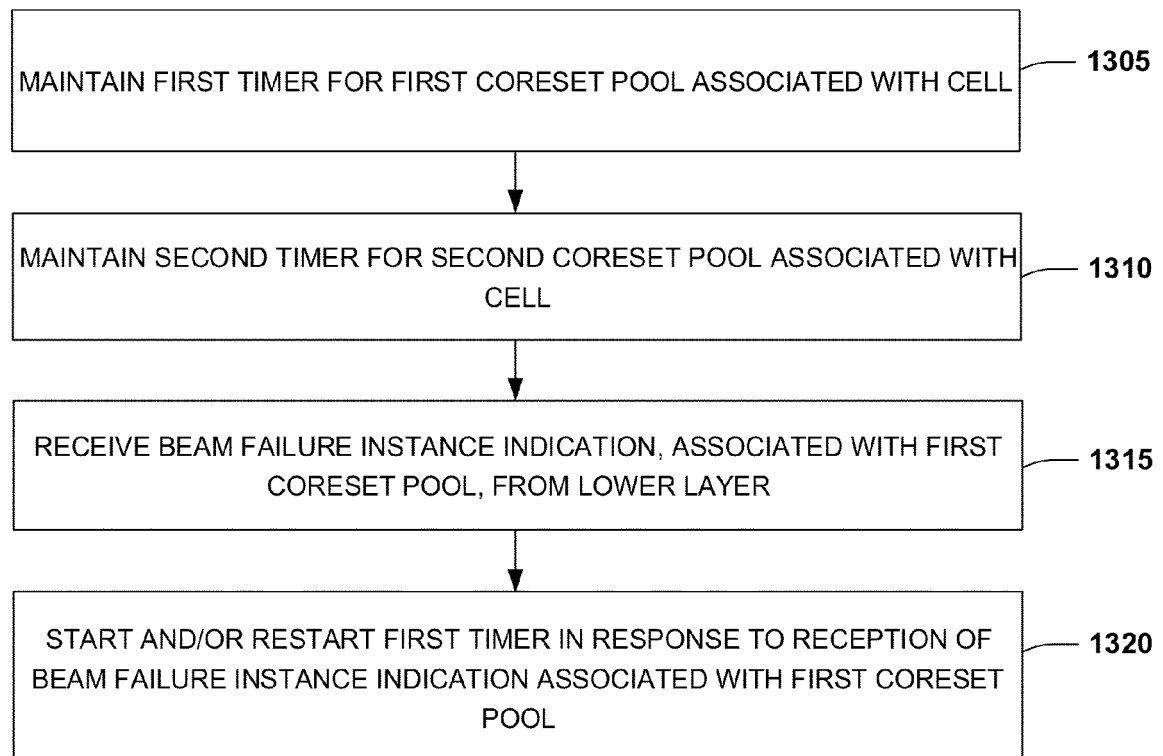 MAINTAIN FIRST TIMER FOR FIRST CORESET POOL ASSOCIATED WITH CELL
1305
MAINTAIN SECOND TIMER FOR SECOND CORESET POOL ASSOCIATED WITH
CELL
1310
RECEIVE BEAM FAILURE INSTANCE INDICATION, ASSOCIATED WITH FIRST
CORESET POOL, FROM LOWER LAYER
1315
START AND/OR RESTART FIRST TIMER IN RESPONSE TO RECEPTION OF
BEAM FAILURE INSTANCE INDICATION ASSOCIATED WITH FIRST CORESET
POOL
1320